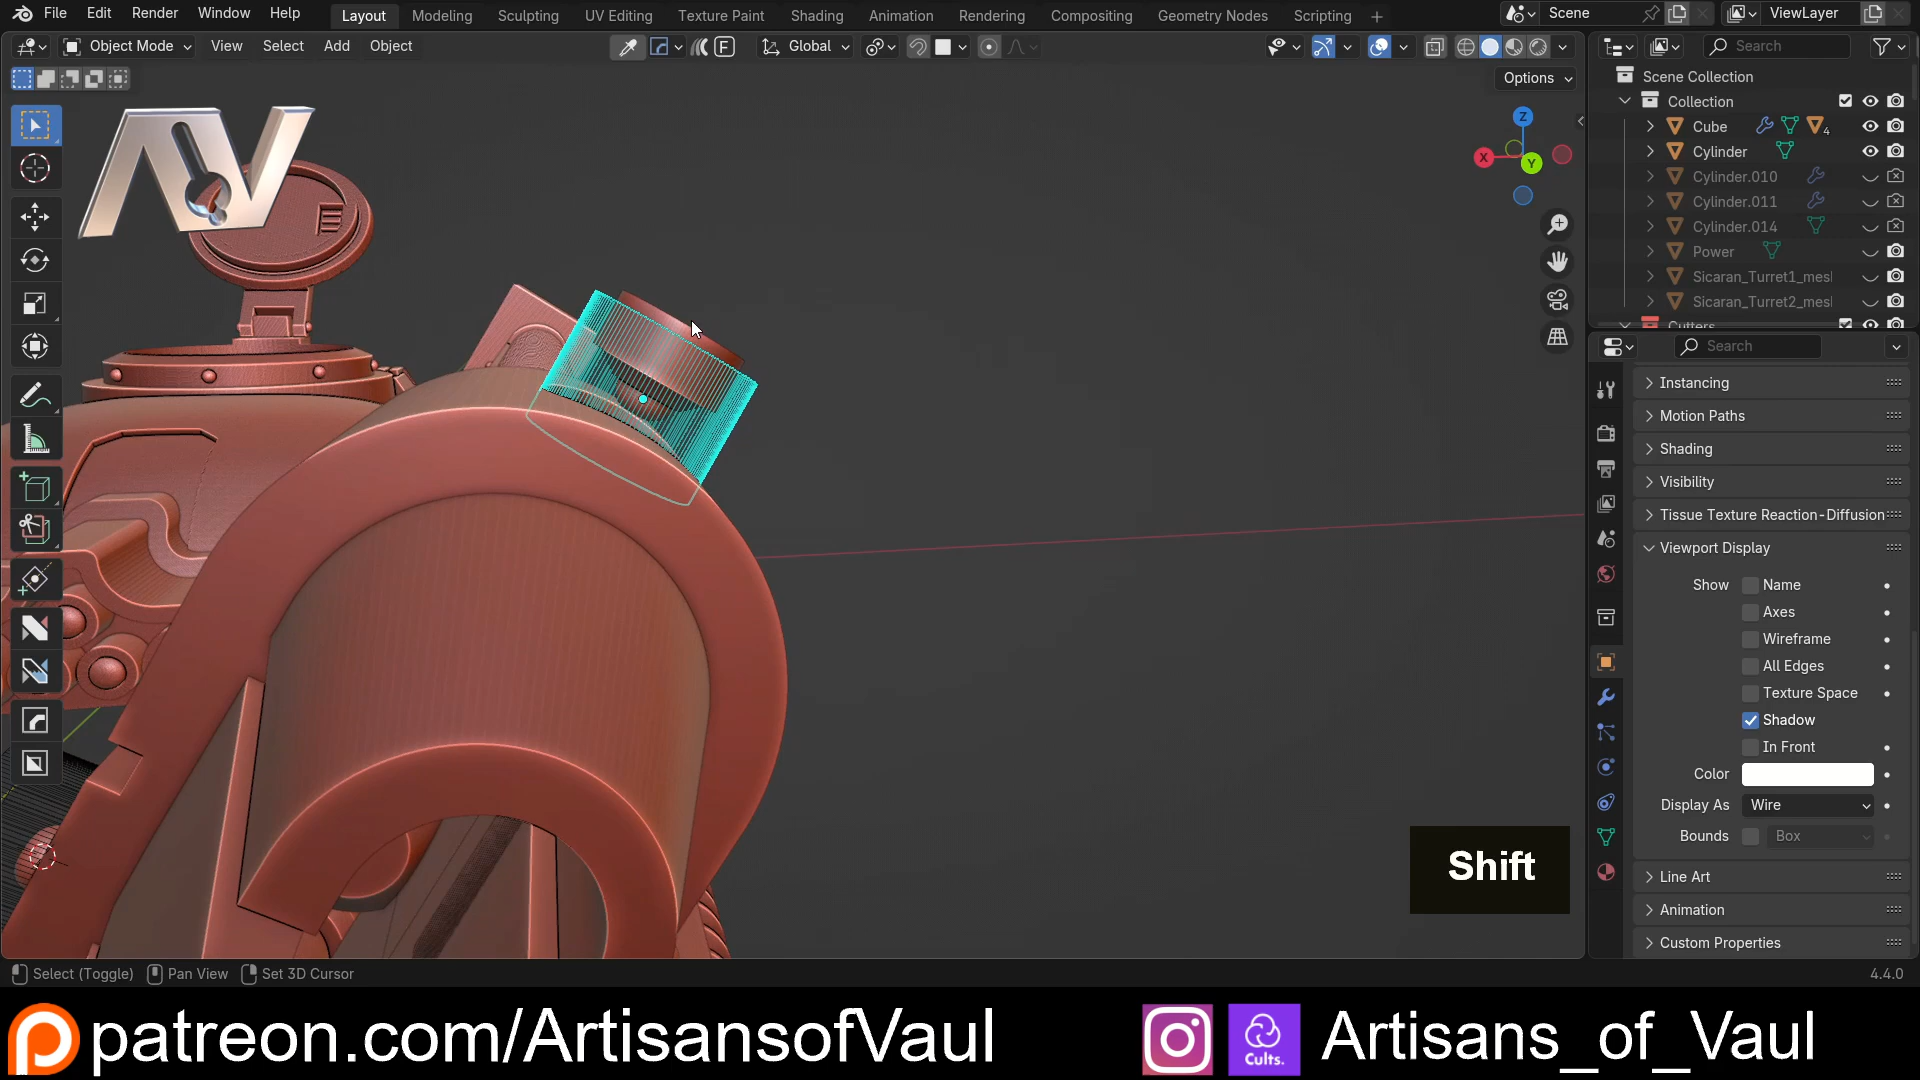 File Edit Render Window Help Layout Modeling Sculpting UV Editing Texture Paint Shading Animation Rendering Compositing Geometry Nodes Scripting + Scene ViewLayer
Object Mode View Select Add Object F Global Search
Options
Scene Collection
Collection
Cube 4
Cylinder
Cylinder.010
Cylinder.011
Cylinder.014
Power
Sicaran_Turret1_mesl
Sicaran_Turret2_mesl
Cutters
Z
X
Y
Search
Instancing
Motion Paths
Shading
Visibility
Tissue Texture Reaction-Diffusion
Viewport Display
Show Name
Axes
Wireframe
All Edges
Texture Space
Shadow
In Front
Color
Display As Wire
Bounds Box
Line Art
Animation
Custom Properties
Shift
Select (Toggle) Pan View Set 3D Cursor 4.4.0
patreon.com/ArtisansofVaul Cults. Artisans_of_Vaul